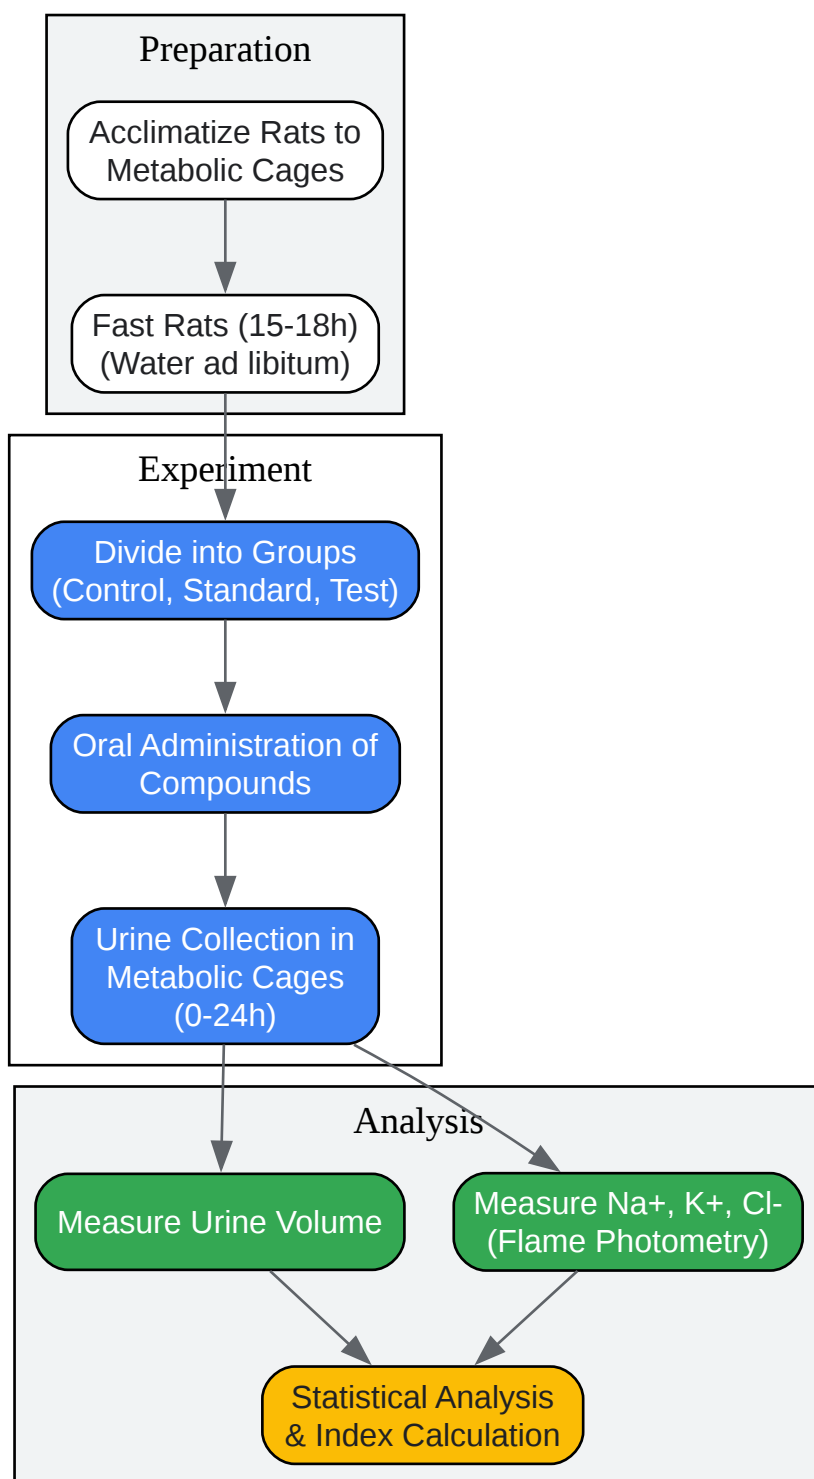 Preparation
Acclimatize Rats to
Metabolic Cages
Fast Rats (15-18h)
(Water ad libitum)
Experiment
Divide into Groups
(Control, Standard, Test)
Oral Administration of
Compounds
Urine Collection in
Metabolic Cages
(0-24h)
Analysis
Measure Urine Volume
Measure Na+, K+, Cl-
(Flame Photometry)
Statistical Analysis
& Index Calculation